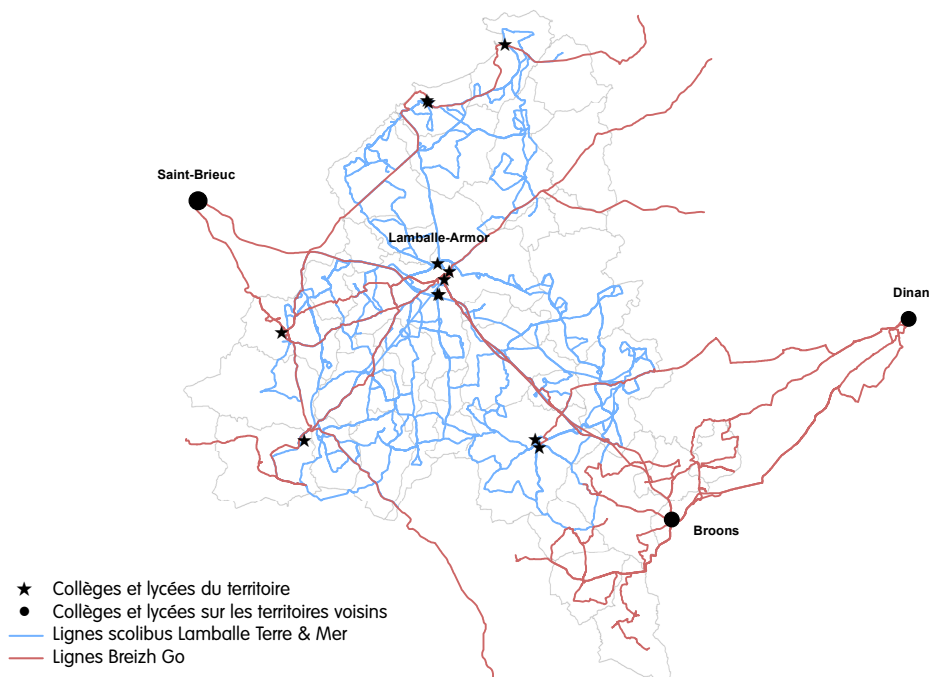 Saint-Brieuc
Lamballe-Armor
Dinan
Broons
Collèges et lycées du territoire
Collèges et lycées sur les territoires voisins
Lignes scolibus Lamballe Terre & Mer
Lignes Breizh Go